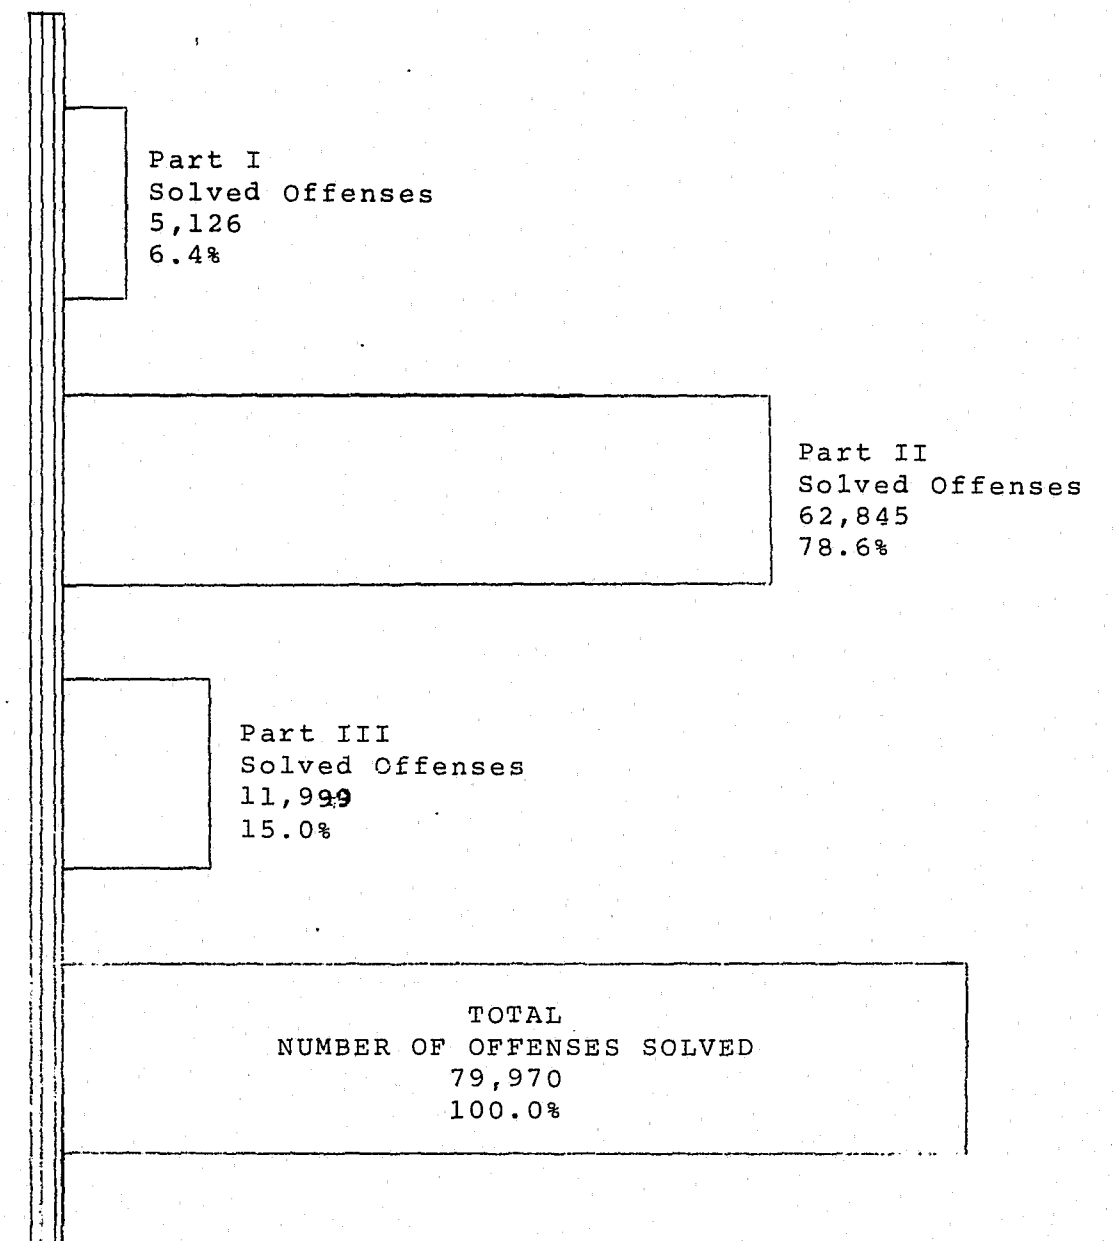 Part I
Solved Offenses
5,126
6.4%
Part II
Solved Offenses
62,845
78.6%
Part III
Solved Offenses
11,999
15.0%
TOTAL
NUMBER OF OFFENSES SOLVED
79,970
100.0%